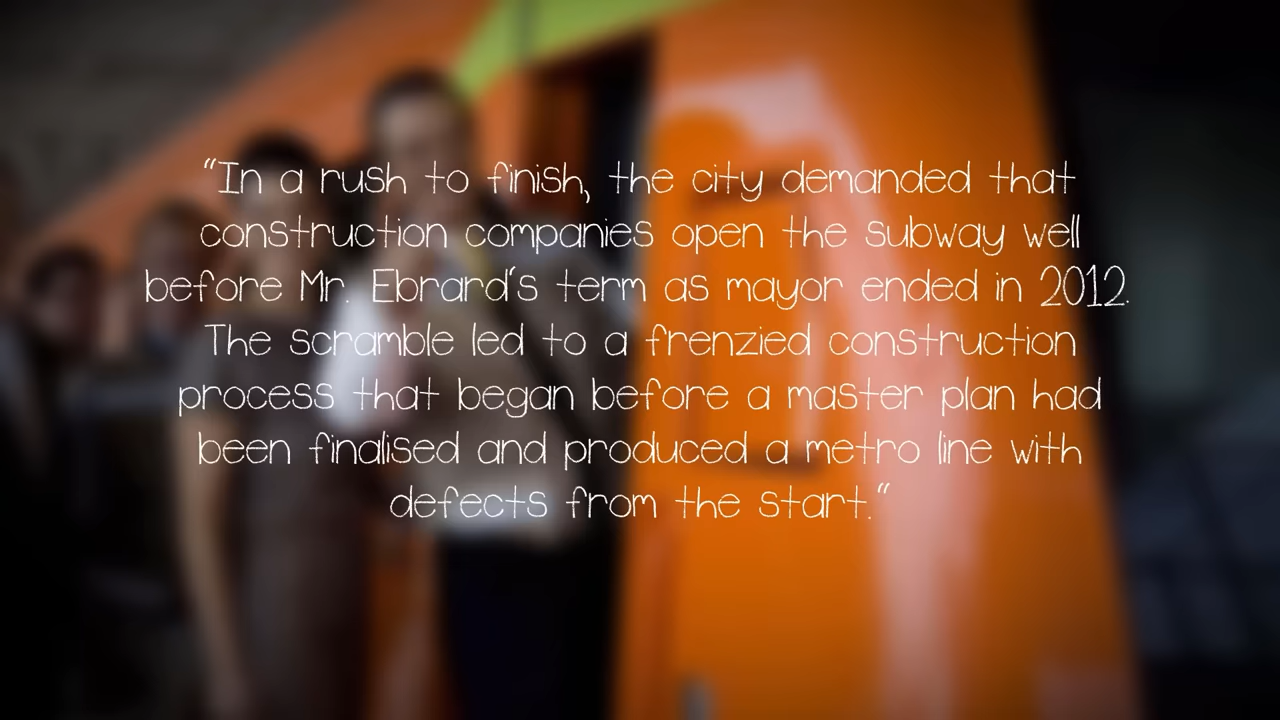 “In a rush to finish, the city demanded that
construction companies open the subway well
before Mr. Ebrard’s term as mayor ended in 2012.
The scramble led to a frenzied construction
process that began before a master plan had
been finalised and produced a metro line with
defects from the start.”